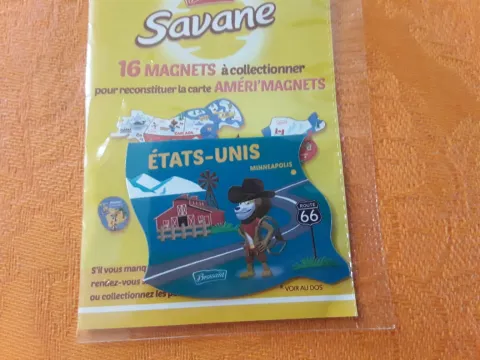 Savane
16 MAGNETS à collectionner
pour reconstituer la carte AMÉRI'MAGNETS
ÉTATS-UNIS
MINNEAPOLIS
ROUTE
66
Brossard
S'il vous manq
rendez-vous
ou collectionnez les
* VOIR AU DOS